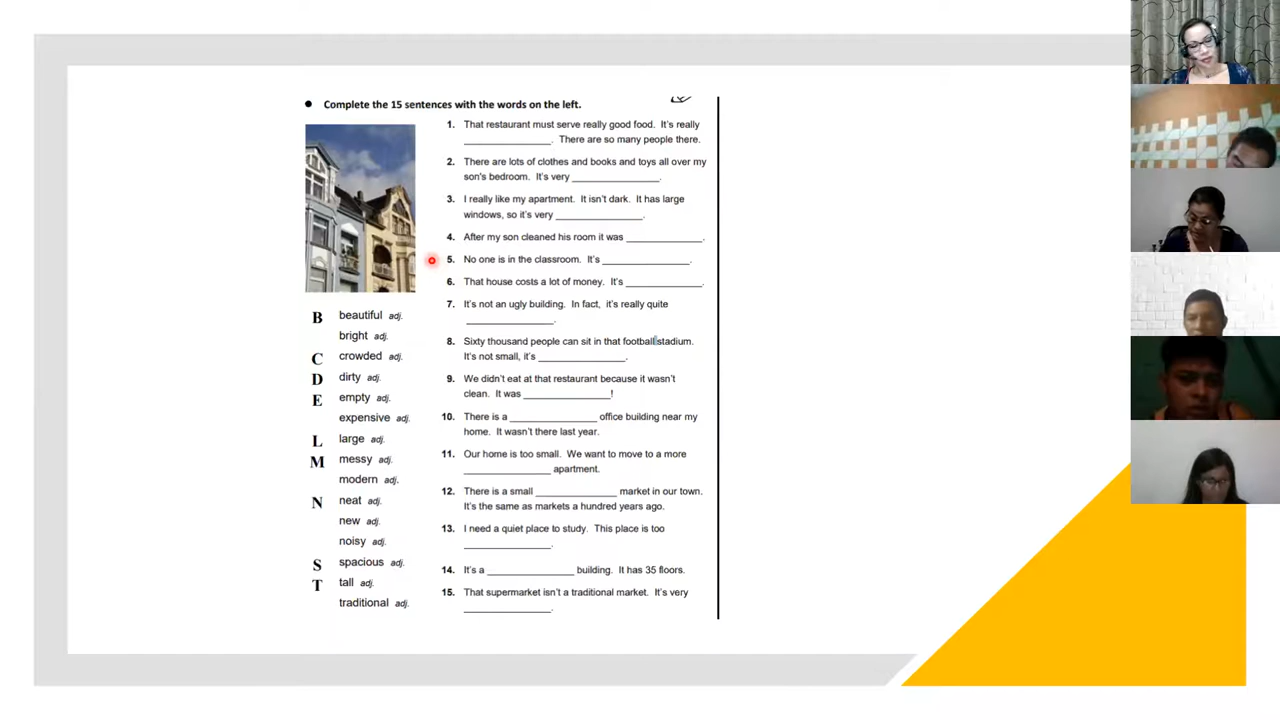 • Complete the 15 sentences with the words on the left.
1. That restaurant must serve really good food. It's really
_______________. There are so many people there.
2. There are lots of clothes and books and toys all over my
son's bedroom. It's very _______________.
3. I really like my apartment. It isn't dark. It has large
windows, so it's very _______________.
4. After my son cleaned his room it was _____________.
5. No one is in the classroom. It's _______________.
6. That house costs a lot of money. It's _____________.
7. It's not an ugly building. In fact, it's really quite
_______________.
8. Sixty thousand people can sit in that football stadium.
It's not small, it's _______________.
9. We didn't eat at that restaurant because it wasn't
clean. It was _______________!
10. There is a _______________ office building near my
home. It wasn't there last year.
11. Our home is too small. We want to move to a more
_______________ apartment.
12. There is a small ______________ market in our town.
It's the same as markets a hundred years ago.
13. I need a quiet place to study. This place is too
_______________.
14. It's a _______________ building. It has 35 floors.
15. That supermarket isn't a traditional market. It's very
_______________.
B beautiful adj.
bright adj.
C crowded adj.
D dirty adj.
E empty adj.
expensive adj.
L large adj.
M messy adj.
modern adj.
N neat adj.
new adj.
noisy adj.
S spacious adj.
T tall adj.
traditional adj.